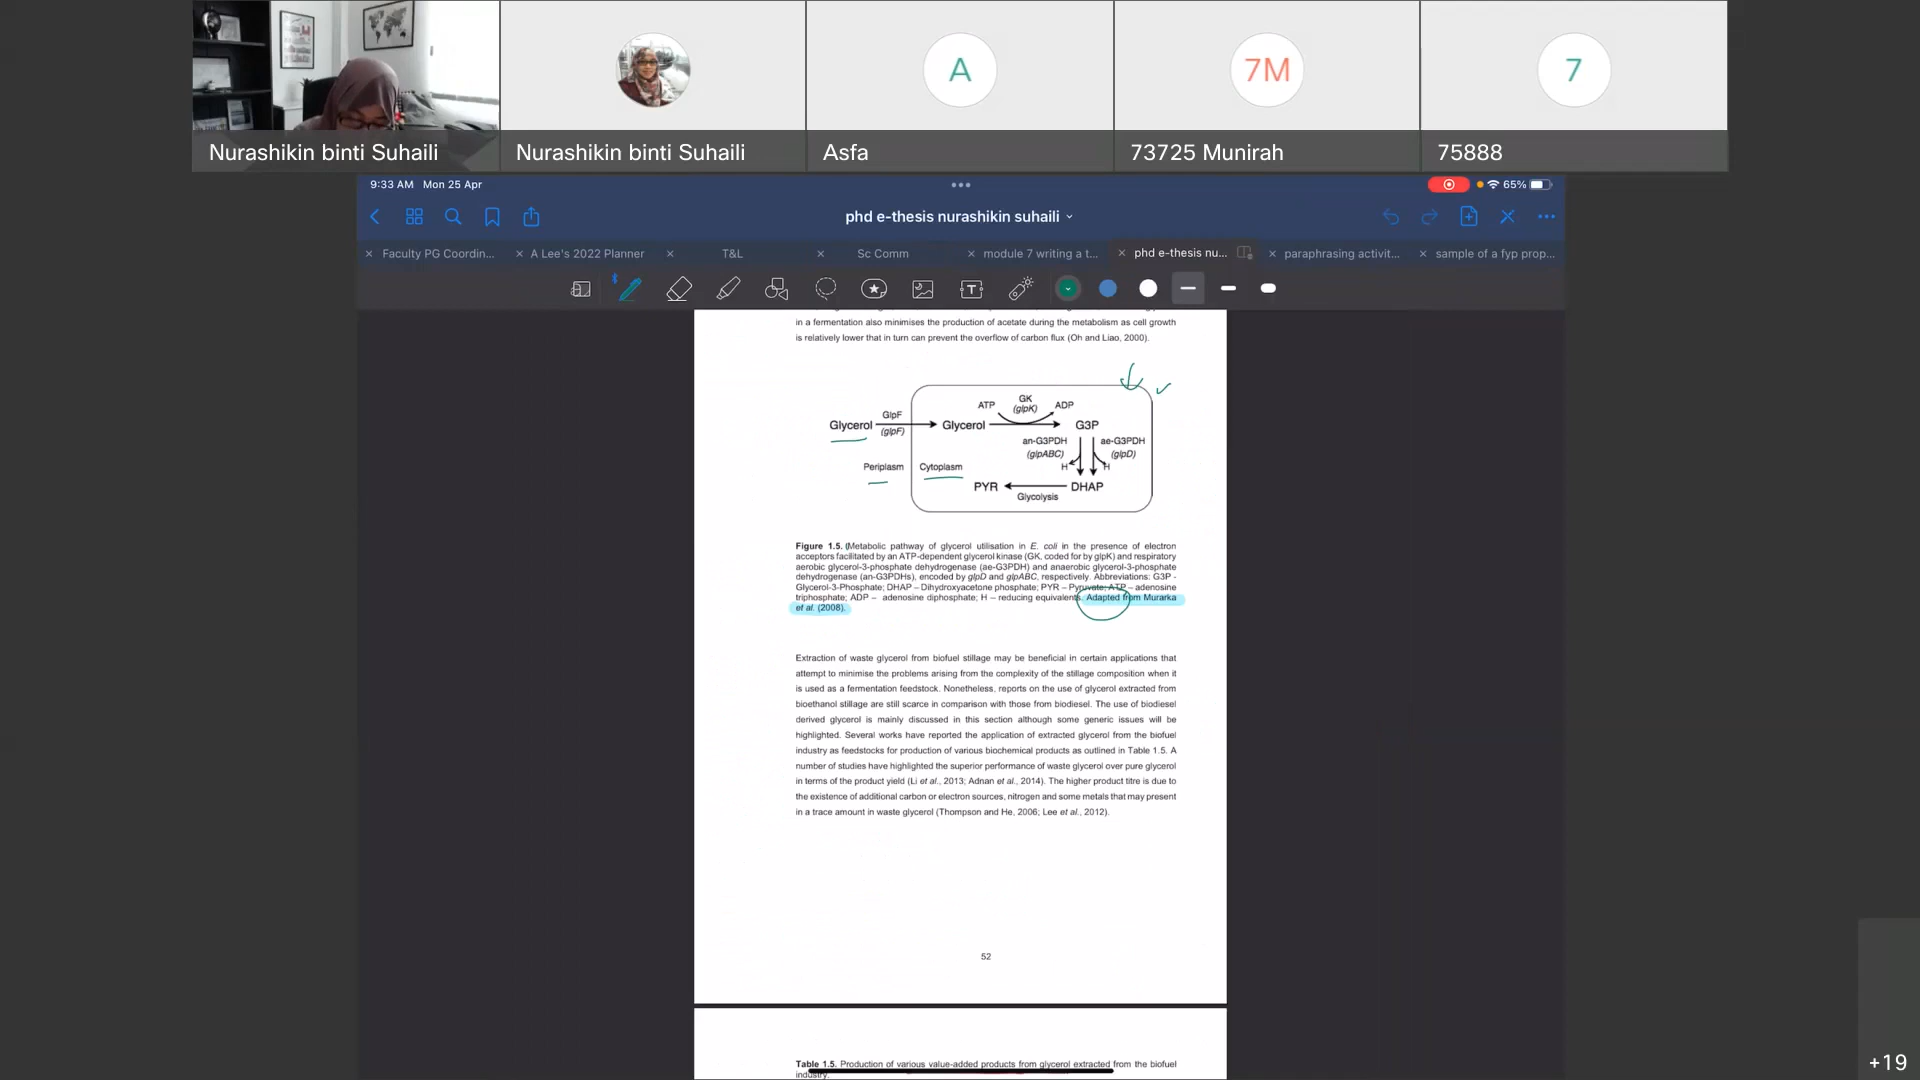 A
7M
7
Nurashikin binti Suhaili
Nurashikin binti Suhaili
Asfa
73725 Munirah
75888
9:33 AM Mon 25 Apr
65%
phd e-thesis nurashikin suhaili
Faculty PG Coordin...
A Lee's 2022 Planner
T&L
Sc Comm
module 7 writing a t...
phd e-thesis nu...
paraphrasing activit...
sample of a fyp prop...
in a fermentation also minimises the production of acetate during the metabolism as cell growth
is relatively lower that in turn can prevent the overflow of carbon flux (Oh and Liao, 2000).
Glycerol
GlpF
(glpF)
Glycerol
ATP
GK
(glpK)
ADP
G3P
an-G3PDH
(glpABC)
ae-G3PDH
(glpD)
H
H
Periplasm
Cytoplasm
PYR
Glycolysis
DHAP
Figure 1.5. Metabolic pathway of glycerol utilisation in E. coli in the presence of electron
acceptors facilitated by an ATP-dependent glycerol kinase (GK, coded for by glpK) and respiratory
aerobic glycerol-3-phosphate dehydrogenase (ae-G3PDH) and anaerobic glycerol-3-phosphate
dehydrogenase (an-G3PDHs), encoded by glpD and glpABC, respectively. Abbreviations: G3P -
Glycerol-3-Phosphate; DHAP – Dihydroxyacetone phosphate; PYR – Pyruvate; ATP – adenosine
triphosphate; ADP – adenosine diphosphate; H – reducing equivalents. Adapted from Murarka
et al. (2008).
Extraction of waste glycerol from biofuel stillage may be beneficial in certain applications that
attempt to minimise the problems arising from the complexity of the stillage composition when it
is used as a fermentation feedstock. Nonetheless, reports on the use of glycerol extracted from
bioethanol stillage are still scarce in comparison with those from biodiesel. The use of biodiesel
derived glycerol is mainly discussed in this section although some generic issues will be
highlighted. Several works have reported the application of extracted glycerol from the biofuel
industry as feedstocks for production of various biochemical products as outlined in Table 1.5. A
number of studies have highlighted the superior performance of waste glycerol over pure glycerol
in terms of the product yield (Li et al., 2013; Adnan et al., 2014). The higher product titre is due to
the existence of additional carbon or electron sources, nitrogen and some metals that may present
in a trace amount in waste glycerol (Thompson and He, 2006; Lee et al., 2012).
52
Table 1.5. Production of various value-added products from glycerol extracted from the biofuel
industry.
+19